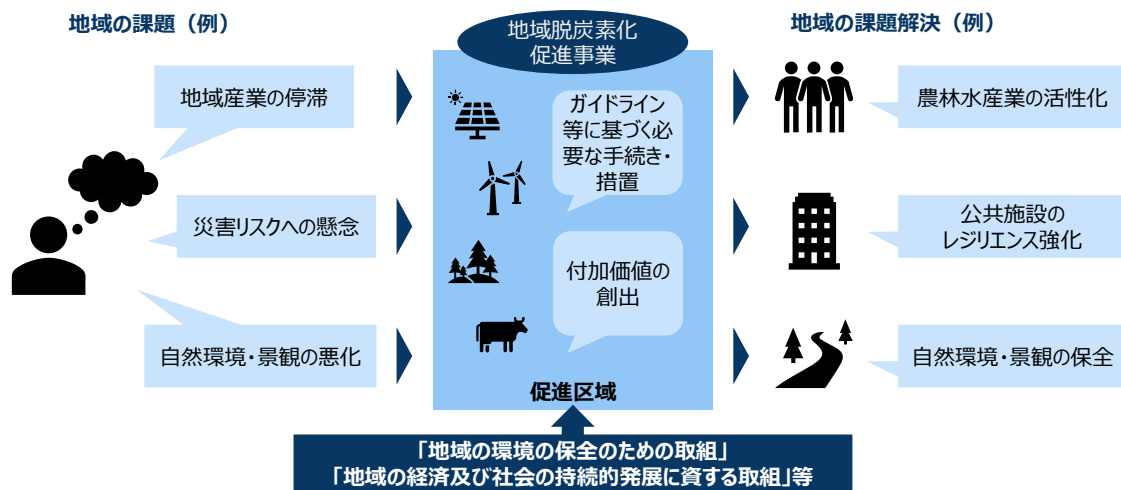 地域の課題（例）
地域脱炭素化
促進事業
地域の課題解決（例）
地域産業の停滞
災害リスクへの懸念
自然環境・景観の悪化
ガイドライン
等に基づく必
要な手続き・
措置
付加価値の
創出
促進区域
農林水産業の活性化
公共施設の
レジリエンス強化
自然環境・景観の保全
「地域の環境の保全のための取組」
「地域の経済及び社会の持続的発展に資する取組」等